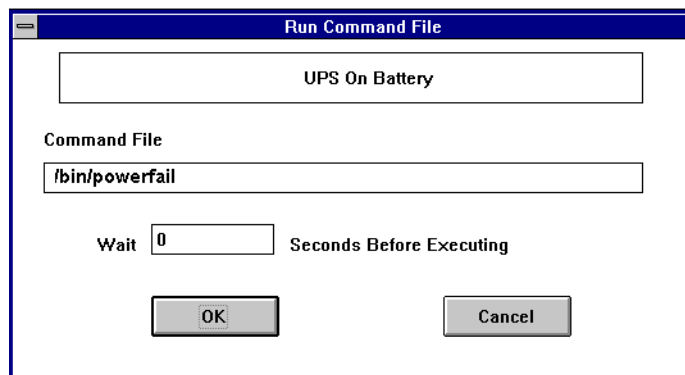 Run Command File
UPS On Battery
Command File
/bin/powerfail
Wait 0 Seconds Before Executing
OK Cancel